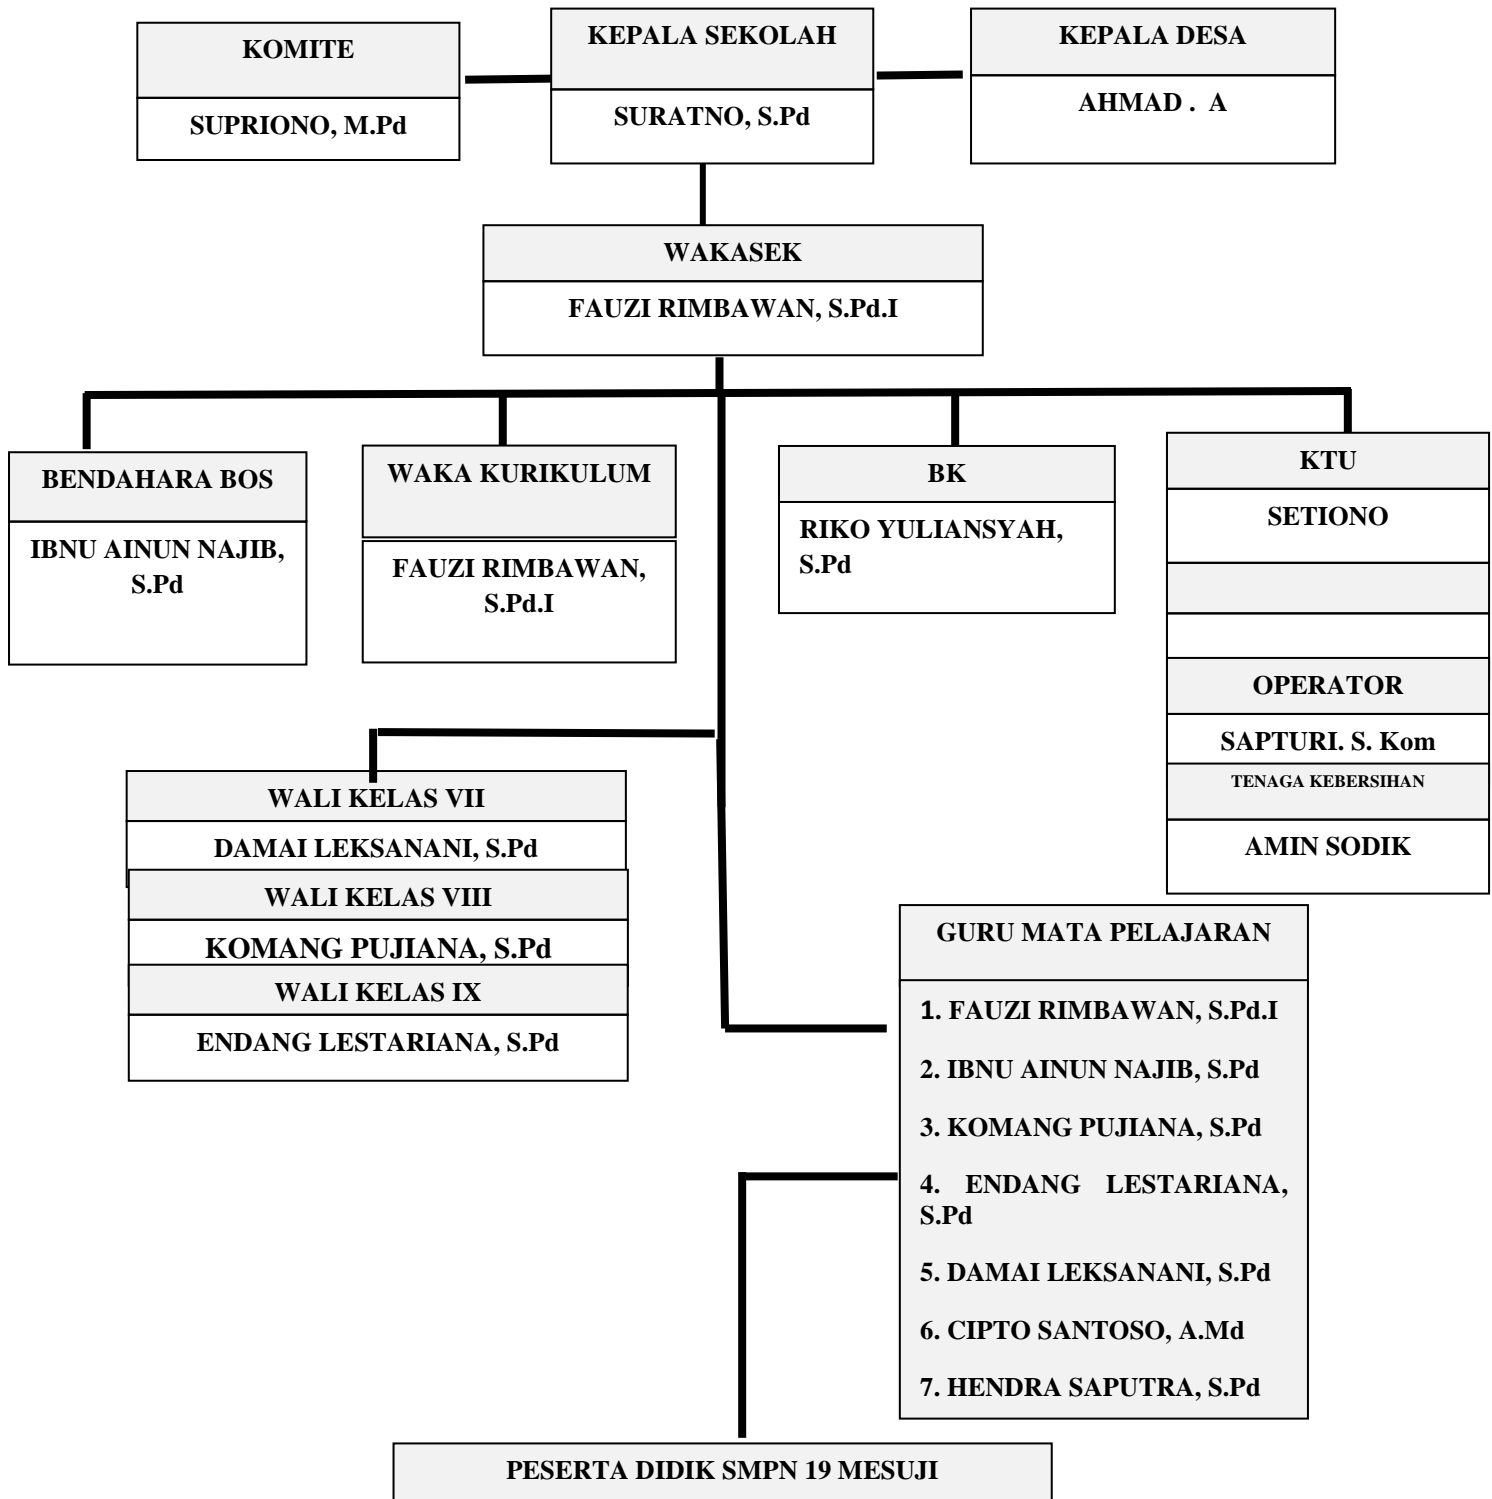 KOMITE
SUPRIONO, M.Pd
KEPALA SEKOLAH
SURATNO, S.Pd
KEPALA DESA
AHMAD . A
WAKASEK
FAUZI RIMBAWAN, S.Pd.I
BENDAHARA BOS
IBNU AINUN NAJIB,
S.Pd
WAKA KURIKULUM
FAUZI RIMBAWAN,
S.Pd.I
BK
RIKO YULIANSYAH,
S.Pd
KTU
SETIONO
OPERATOR
SAPTURI. S. Kom
TENAGA KEBERSIHAN
AMIN SODIK
WALI KELAS VII
DAMAI LEKSANANI, S.Pd
WALI KELAS VIII
KOMANG PUJIANA, S.Pd
WALI KELAS IX
ENDANG LESTARIANA, S.Pd
GURU MATA PELAJARAN
1. FAUZI RIMBAWAN, S.Pd.I
2. IBNU AINUN NAJIB, S.Pd
3. KOMANG PUJIANA, S.Pd
4. ENDANG LESTARIANA,
S.Pd
5. DAMAI LEKSANANI, S.Pd
6. CIPTO SANTOSO, A.Md
7. HENDRA SAPUTRA, S.Pd
PESERTA DIDIK SMPN 19 MESUJI